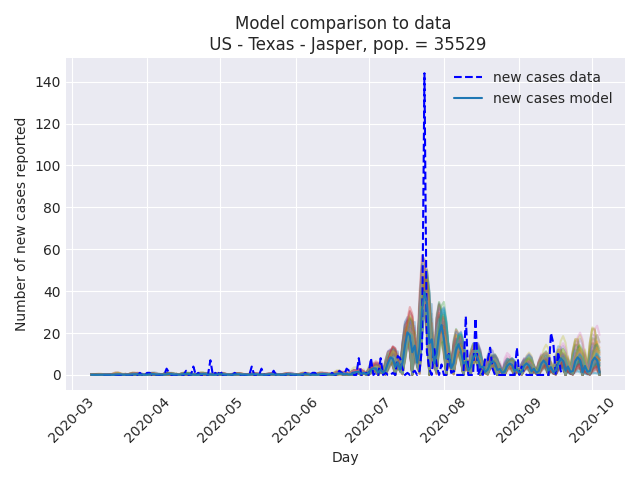 Model comparison to data
US - Texas - Jasper, pop. = 35529
new cases data
new cases model
Number of new cases reported
140
120
100
80
60
40
20
0
2020-03
2020-04
2020-05
2020-06
2020-07
2020-08
2020-09
2020-10
Day